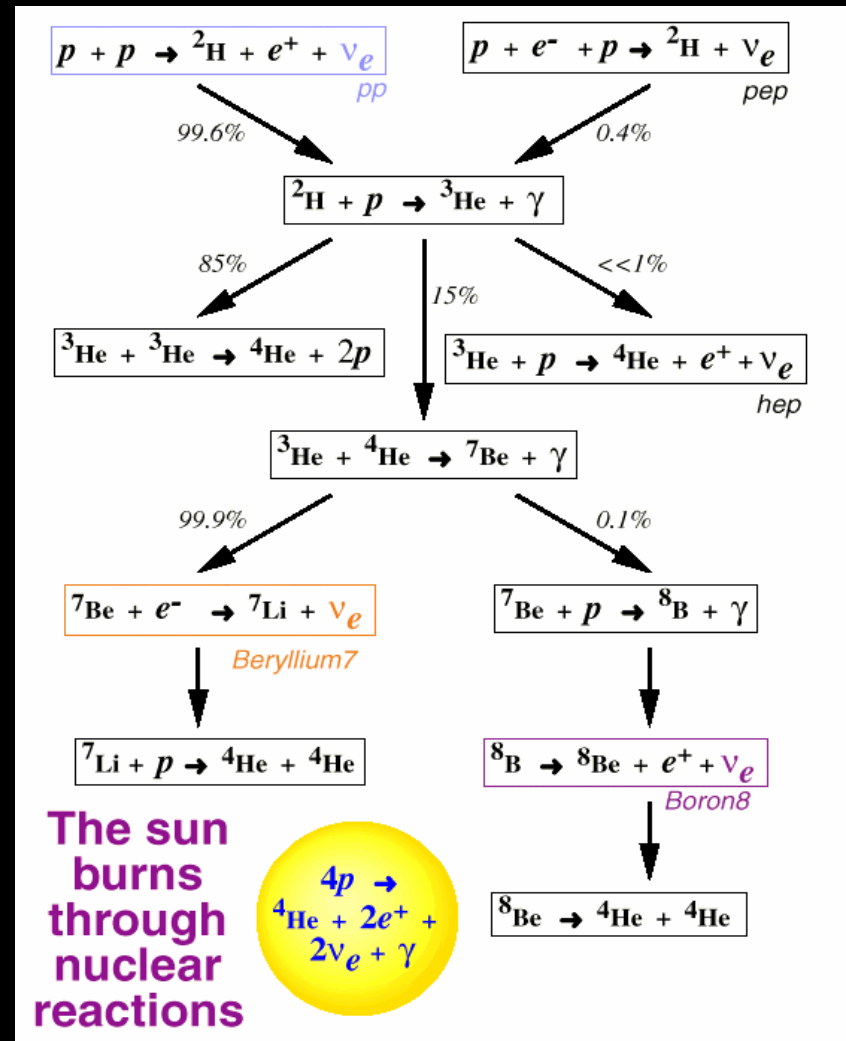 p + p → ²H + e⁺ + νₑ
pp
p + e⁻ + p → ²H + νₑ
pep
99.6%
0.4%
²H + p → ³He + γ
85%
15%
<<1%
³He + ³He → ⁴He + 2p
³He + p → ⁴He + e⁺ + νₑ
hep
³He + ⁴He → ⁷Be + γ
99.9%
0.1%
⁷Be + e⁻ → ⁷Li + νₑ
Beryllium7
⁷Be + p → ⁸B + γ
⁷Li + p → ⁴He + ⁴He
⁸B → ⁸Be + e⁺ + νₑ
Boron8
⁸Be → ⁴He + ⁴He
The sun
burns
through
nuclear
reactions
4p →
⁴He + 2e⁺ +
2νₑ + γ